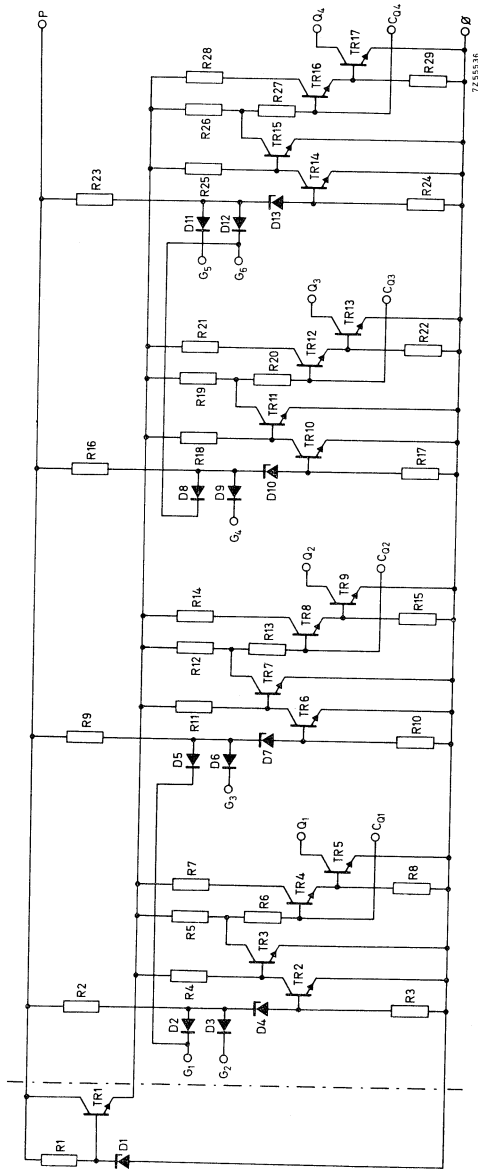 P
R1
TR1
D1
R2
R4
R5
R7
D2
G1
D3
G2
D4
TR3
TR2
R6
TR4
Q1
TR5
CQ1
R3
R8
R9
R11
R12
R14
D5
D6
G3
D7
TR7
TR6
R13
TR8
Q2
TR9
CQ2
R10
R15
R16
R18
R19
R21
D8
D9
G4
D10
TR11
TR10
R20
TR12
Q3
TR13
CQ3
R17
R22
R23
R25
R26
R28
D11
G5
D12
G6
D13
TR15
TR14
R27
TR16
Q4
TR17
CQ4
R24
R29
Ø
7Z55536